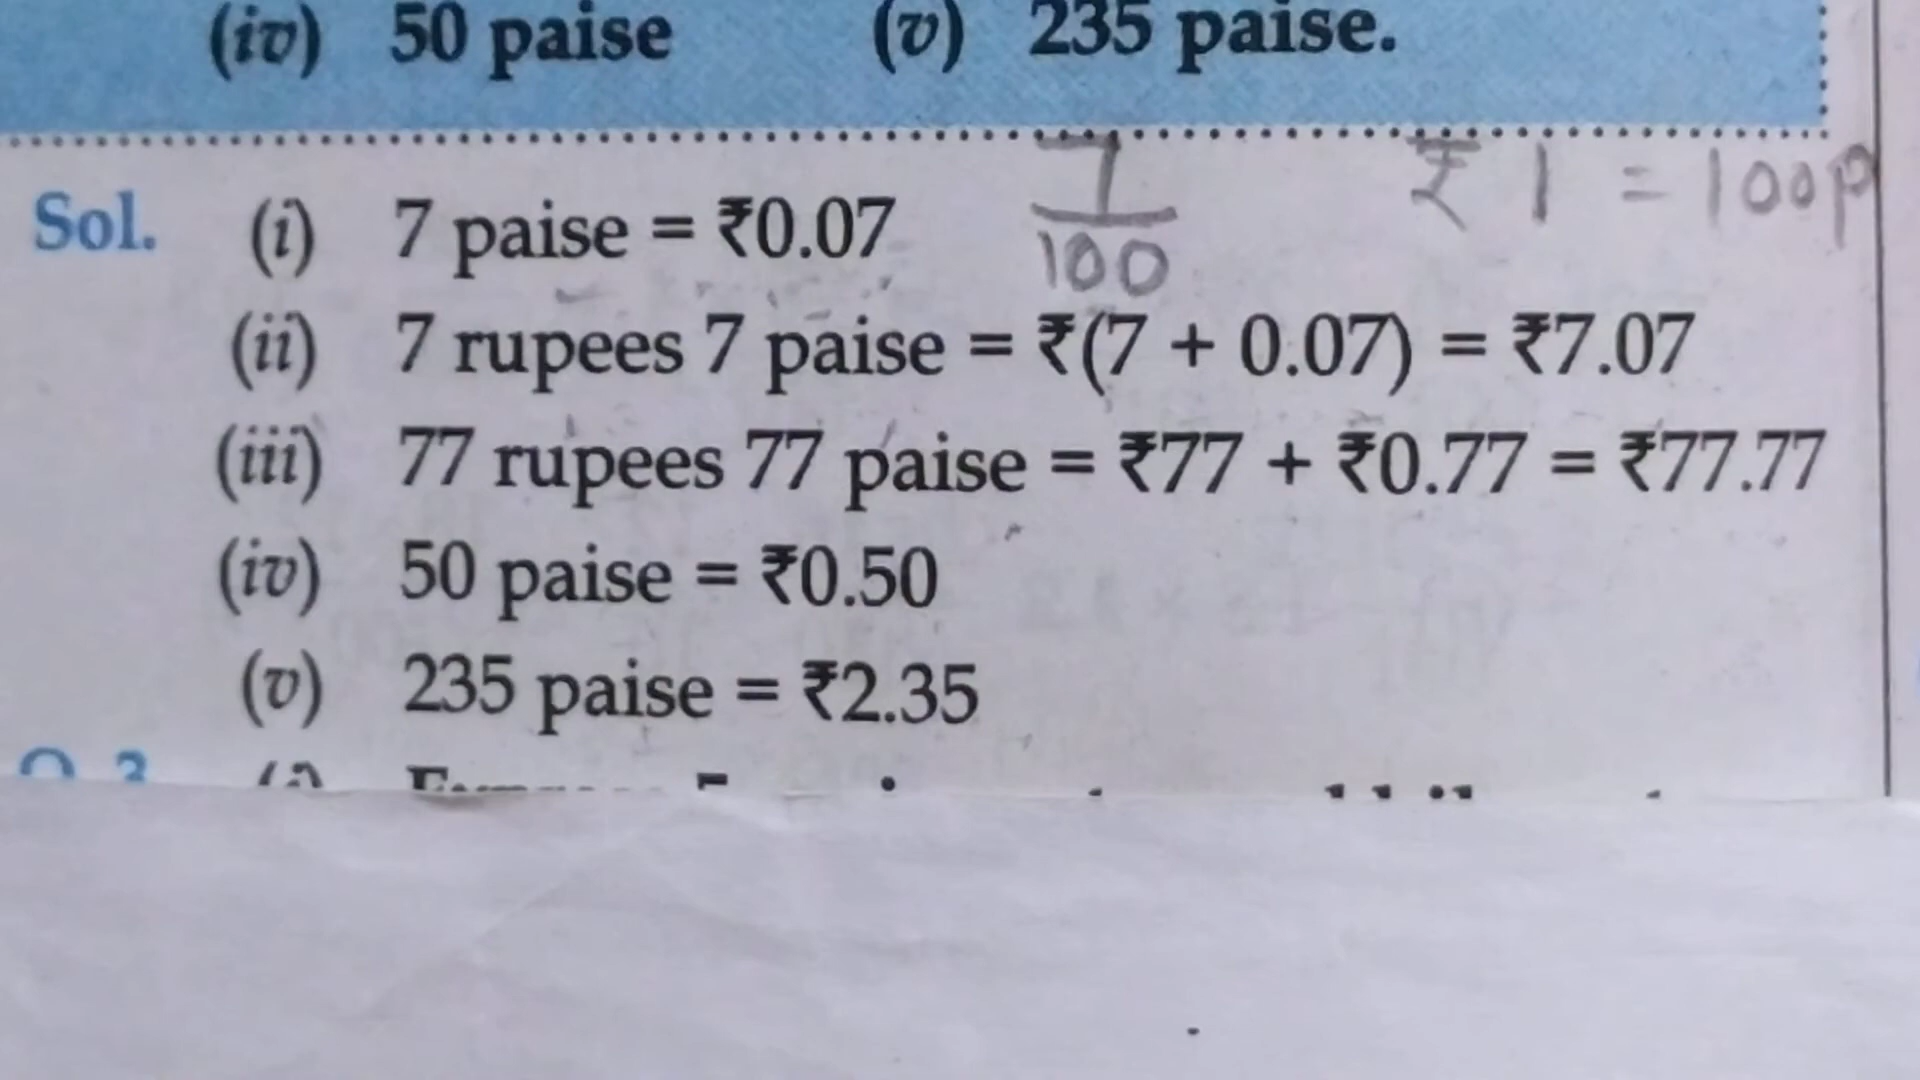 (iv) 50 paise (v) 235 paise.
7
₹ 1 = 100p
Sol. (i) 7 paise = ₹0.07
100
(ii) 7 rupees 7 paise = ₹(7 + 0.07) = ₹7.07
(iii) 77 rupees 77 paise = ₹77 + ₹0.77 = ₹77.77
(iv) 50 paise = ₹0.50
(v) 235 paise = ₹2.35